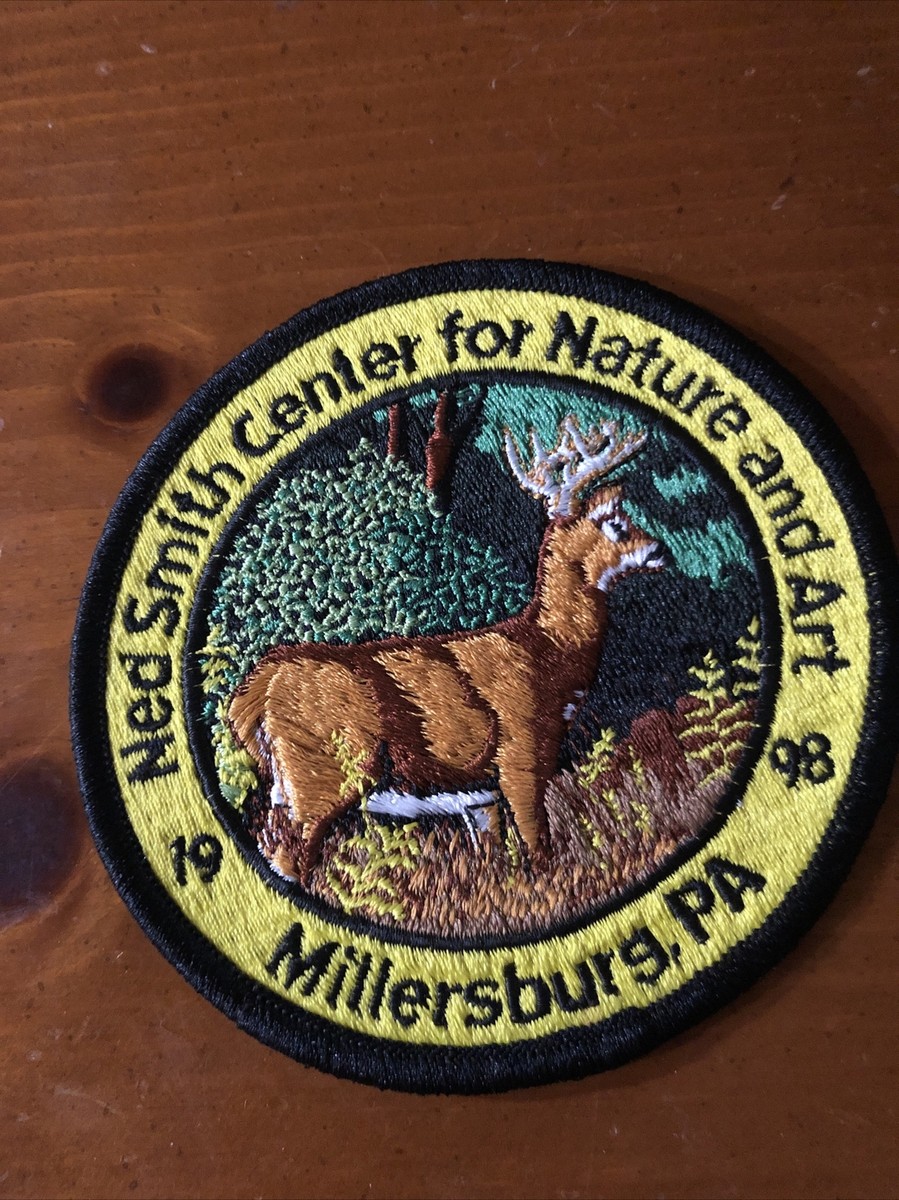 Ned Smith Center for Nature and Art
19 98
Millersburg, PA